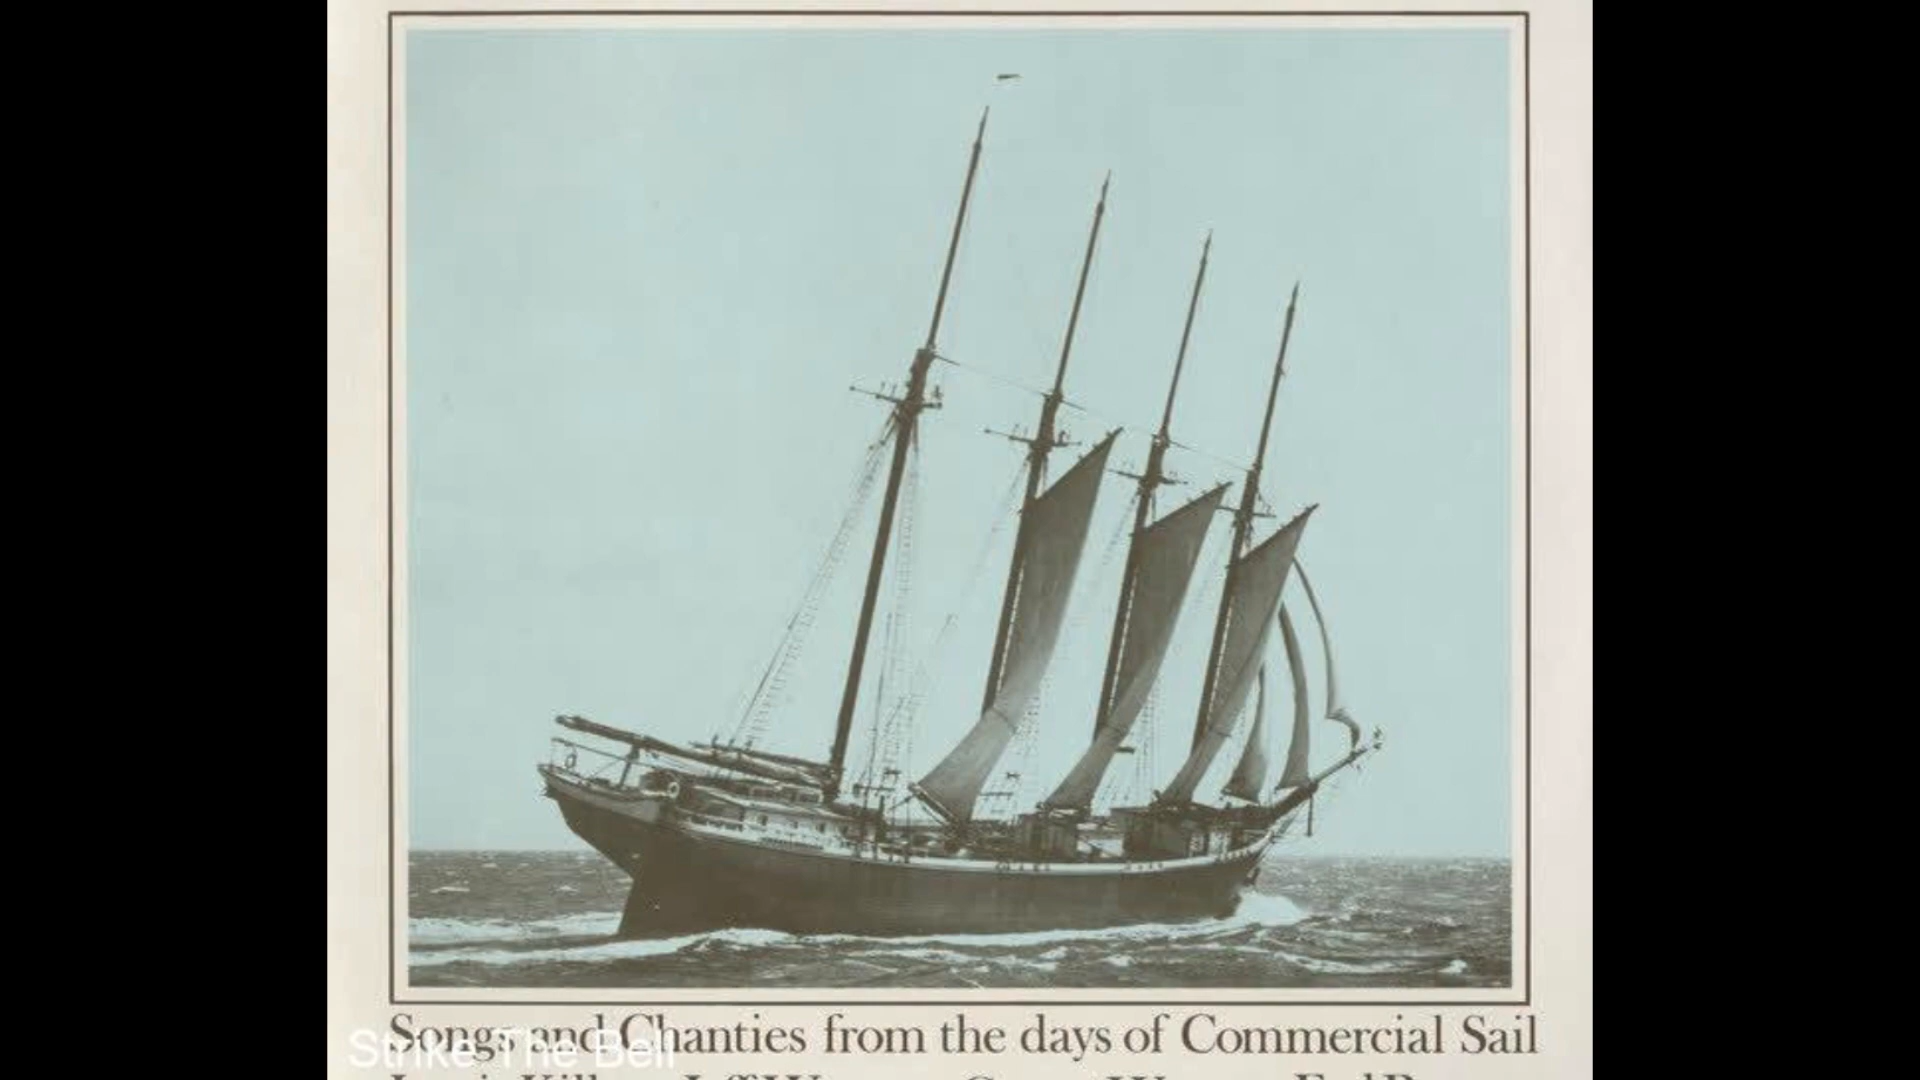 Songs and Chanties from the days of Commercial Sail
Strike The Bell